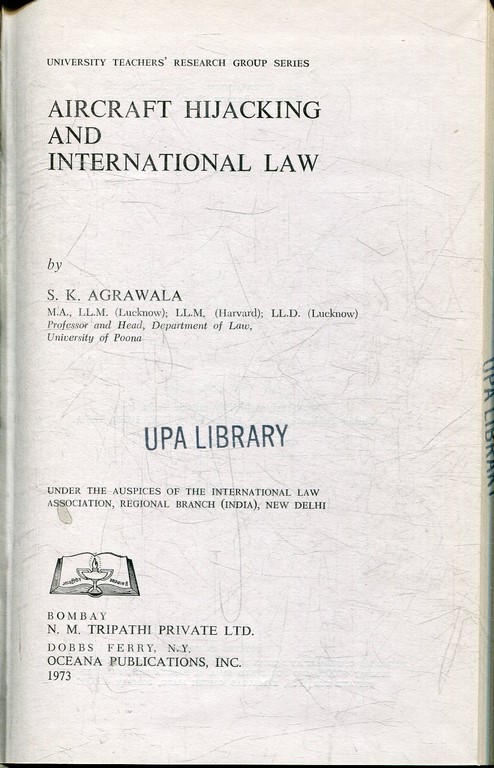 UNIVERSITY TEACHERS' RESEARCH GROUP SERIES
AIRCRAFT HIJACKING
AND
INTERNATIONAL LAW
by
S. K. AGRAWALA
M.A., LL.M. (Lucknow); LL.M. (Harvard); LL.D. (Lucknow)
Professor and Head, Department of Law,
University of Poona
UPA LIBRARY
UPA LIBRARY
UNDER THE AUSPICES OF THE INTERNATIONAL LAW
ASSOCIATION, REGIONAL BRANCH (INDIA), NEW DELHI
BOMBAY
N. M. TRIPATHI PRIVATE LTD.
DOBBS FERRY, N.Y.
OCEANA PUBLICATIONS, INC.
1973